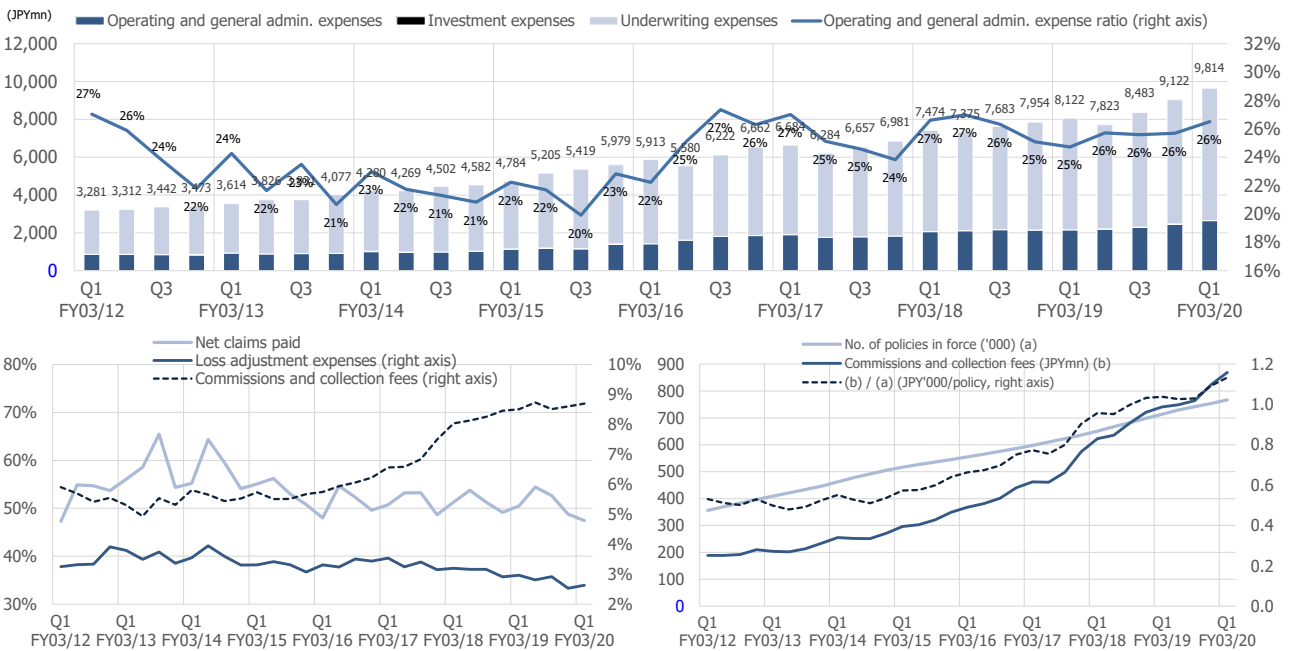 (JPYmn)
Operating and general admin. expenses Investment expenses Underwriting expenses Operating and general admin. expense ratio (right axis)
12,000 32%
10,000 30%
8,000 28%
6,000 26%
4,000 24%
2,000 22%
0 20%
18%
16%
3,281 3,312 3,442 3,473 3,614 3,826 4,077 4,269 4,502 4,582 4,784 5,205 5,419 5,979 5,913 5,580 6,222 6,662 6,684 6,284 6,657 6,981 7,474 7,375 7,683 7,954 8,122 7,823 8,483 9,122 9,814
27% 26% 24% 22% 24% 22% 23% 21% 23% 22% 21% 21% 22% 22% 20% 23% 22% 25% 27% 26% 27% 25% 25% 24% 27% 27% 26% 25% 25% 26% 26% 26% 26%
Q1 Q3 Q1 Q3 Q1 Q3 Q1 Q3 Q1 Q3 Q1 Q3 Q1 Q3 Q1 Q3 Q1
FY03/12 FY03/13 FY03/14 FY03/15 FY03/16 FY03/17 FY03/18 FY03/19 FY03/20
Net claims paid
Loss adjustment expenses (right axis)
Commissions and collection fees (right axis)
80% 10%
70% 9%
60% 8%
50% 7%
40% 6%
30% 5%
4%
3%
2%
Q1 Q1 Q1 Q1 Q1 Q1 Q1 Q1 Q1
FY03/12 FY03/13 FY03/14 FY03/15 FY03/16 FY03/17 FY03/18 FY03/19 FY03/20
No. of policies in force ('000) (a)
Commissions and collection fees (JPYmn) (b)
(b) / (a) (JPY'000/policy, right axis)
900 1.2
800 1.0
700 0.8
600 0.6
500 0.4
400 0.2
300 0.0
200
100
0
Q1 Q1 Q1 Q1 Q1 Q1 Q1 Q1 Q1
FY03/12 FY03/13 FY03/14 FY03/15 FY03/16 FY03/17 FY03/18 FY03/19 FY03/20